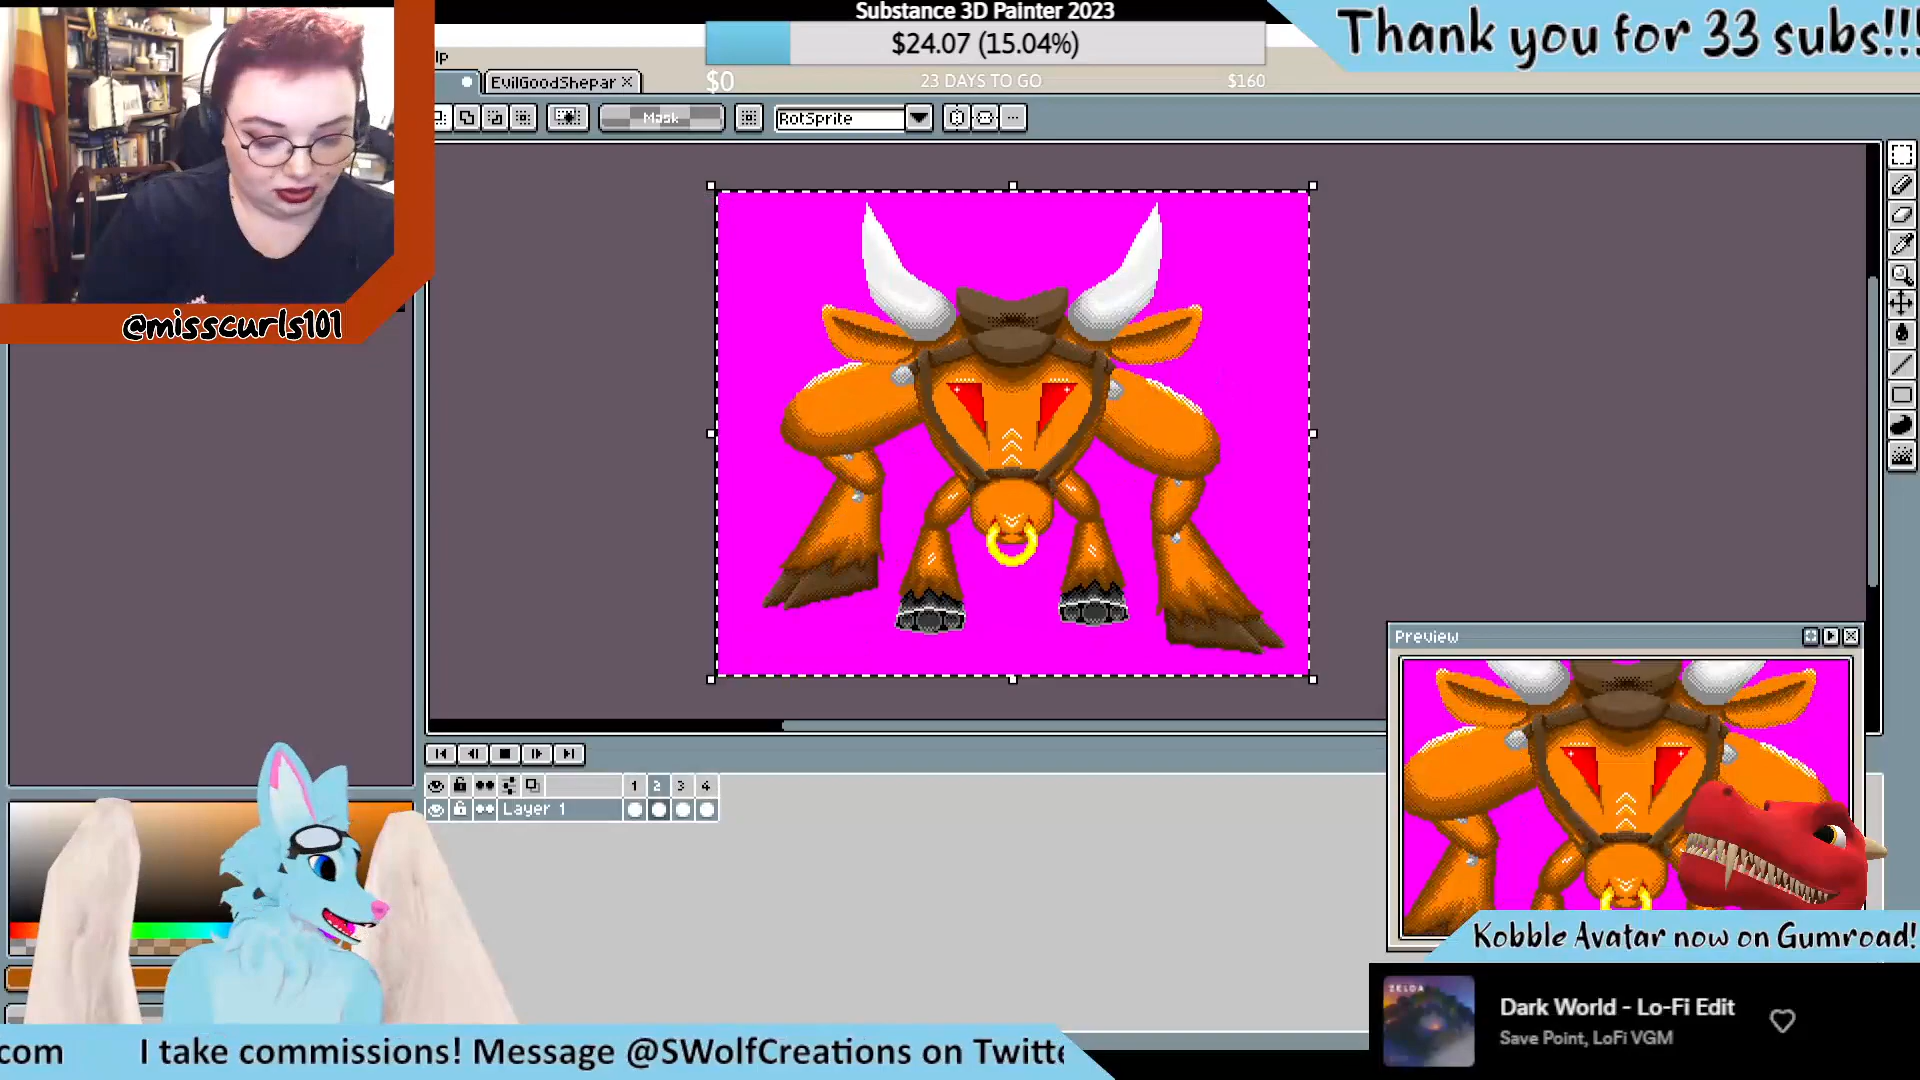 Substance 3D Painter 2023
$24.07 (15.04%)
$0
23 DAYS TO GO
$160
Thank you for 33 subs!!!
lp
EvilGoodShepar
Mask
RotSprite
@misscurls101
Preview
1 2 3 4
Layer 1
Kobble Avatar now on Gumroad!
ZELDA
Dark World - Lo-Fi Edit
Save Point, LoFi VGM
com I take commissions! Message @SWolfCreations on Twitte